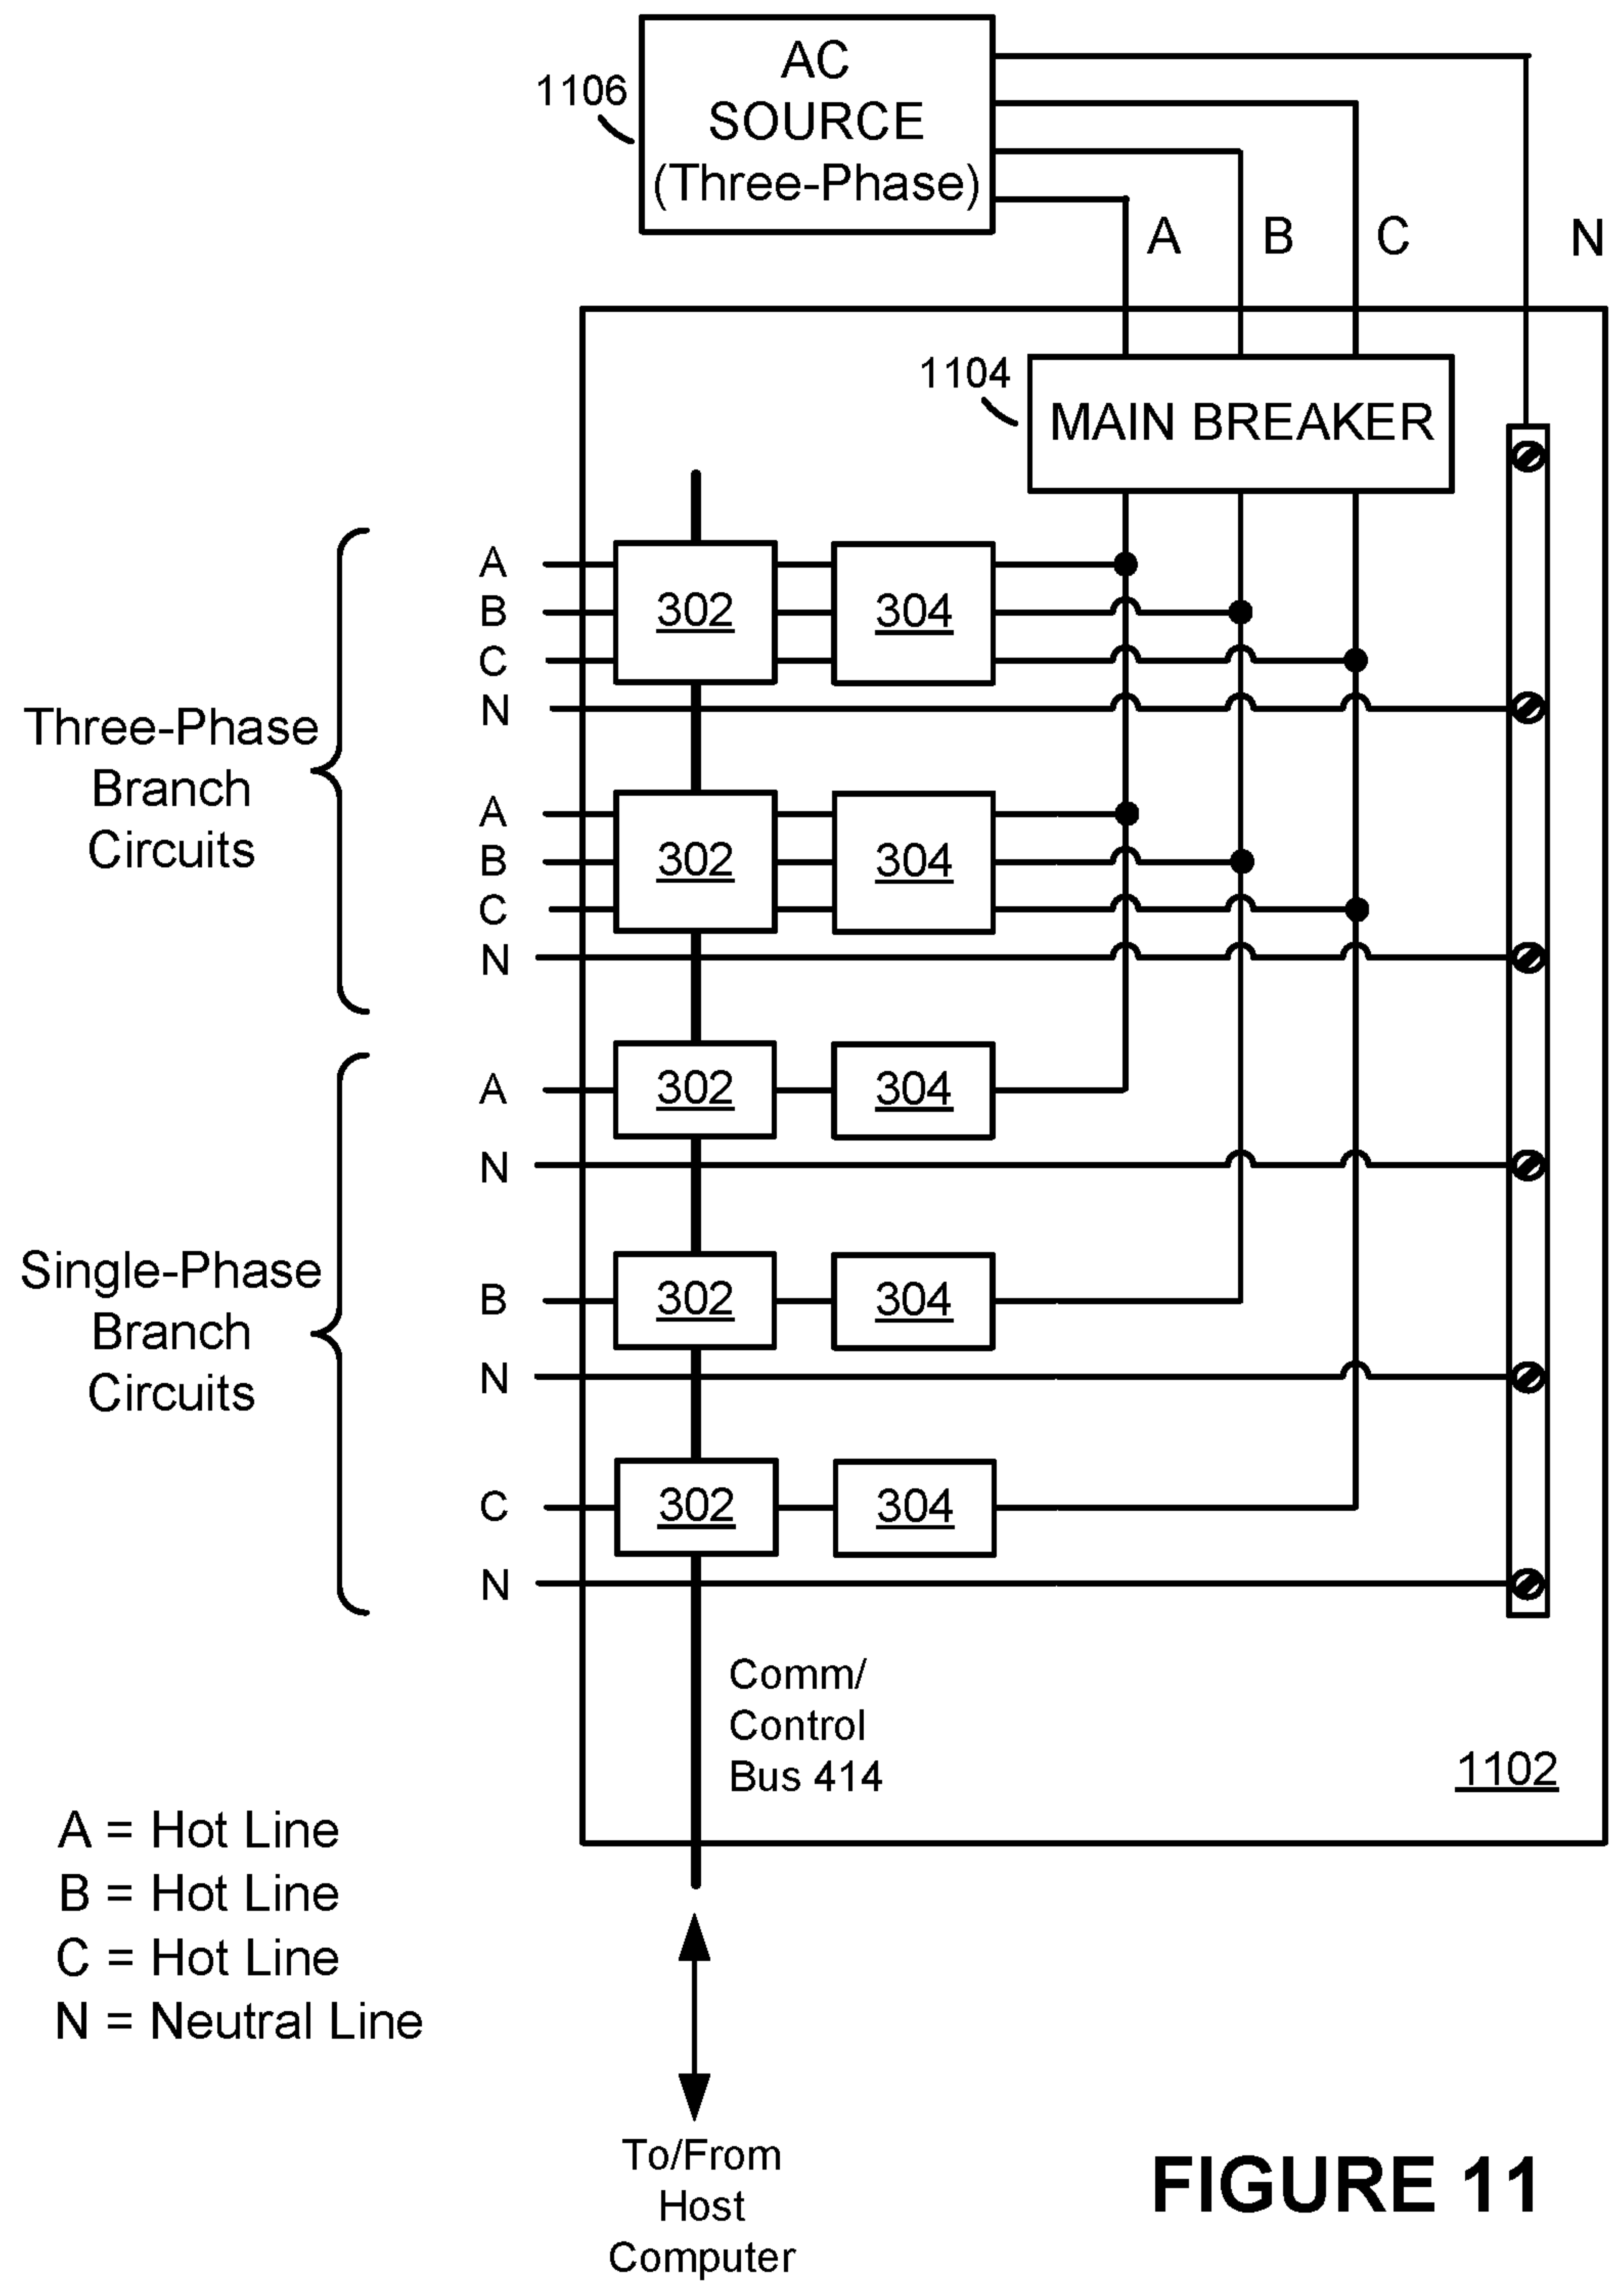 AC
SOURCE
(Three-Phase)
1106
A
B
C
N
1104
MAIN BREAKER
Three-Phase
Branch
Circuits
A
B
C
N
302
304
A
B
C
N
302
304
Single-Phase
Branch
Circuits
A
302
304
N
B
302
304
N
C
302
304
N
Comm/
Control
Bus 414
1102
A = Hot Line
B = Hot Line
C = Hot Line
N = Neutral Line
To/From
Host
Computer
FIGURE 11